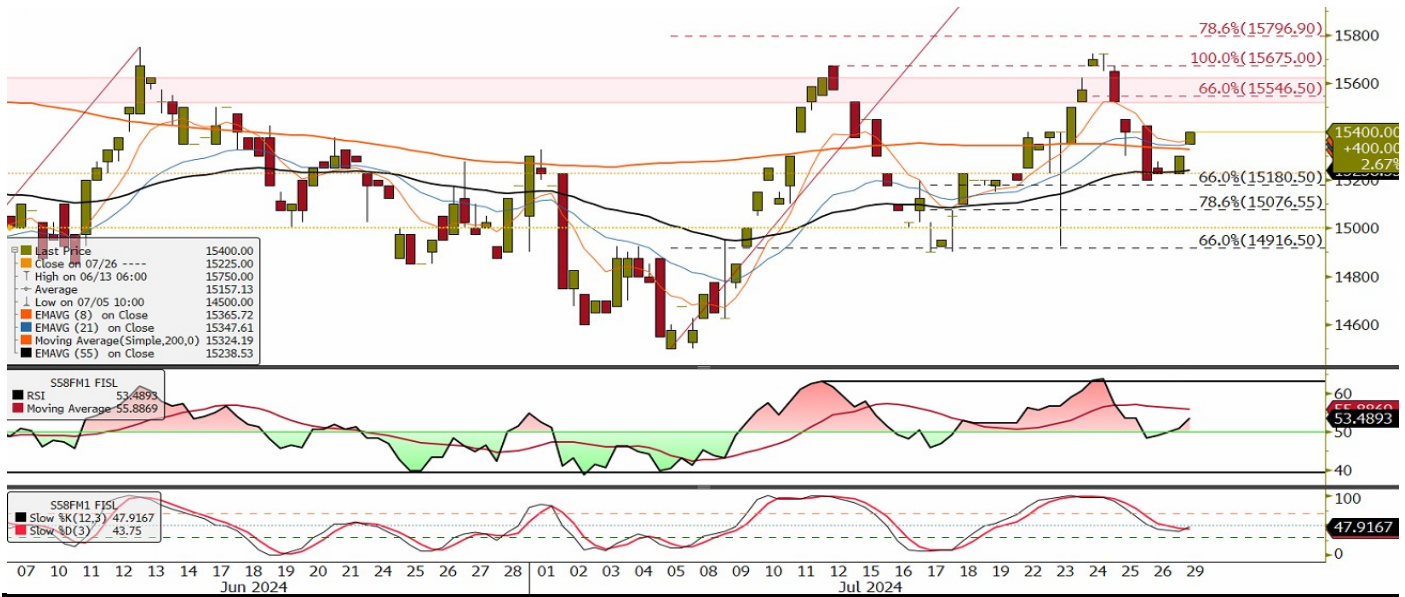 78.6%(15796.90)
15800
100.0%(15675.00)
15600
66.0%(15546.50)
15400.00
+400.00
2.67%
66.0%(15180.50)
15200
78.6%(15076.55)
15000
66.0%(14916.50)
14800
14600
Last Price 15400.00
Close on 07/26 ---- 15225.00
High on 06/13 06:00 15750.00
Average 15157.13
Low on 07/05 10:00 14500.00
EMAVG (8) on Close 15365.72
EMAVG (21) on Close 15347.61
Moving Average(Simple,200,0) 15324.19
EMAVG (55) on Close 15238.53
S58FM1 FISL
RSI 53.4893
Moving Average 55.8869
60
55.8869
53.4893
50
40
S58FM1 FISL
Slow %K(12,3) 47.9167
Slow %D(3) 43.75
100
47.9167
0
07 10 11 12 13 14 17 18 19 20 21 24 25 26 27 28 01 02 03 04 05 08 09 10 11 12 15 16 17 18 19 22 23 24 25 26 29
Jun 2024 Jul 2024